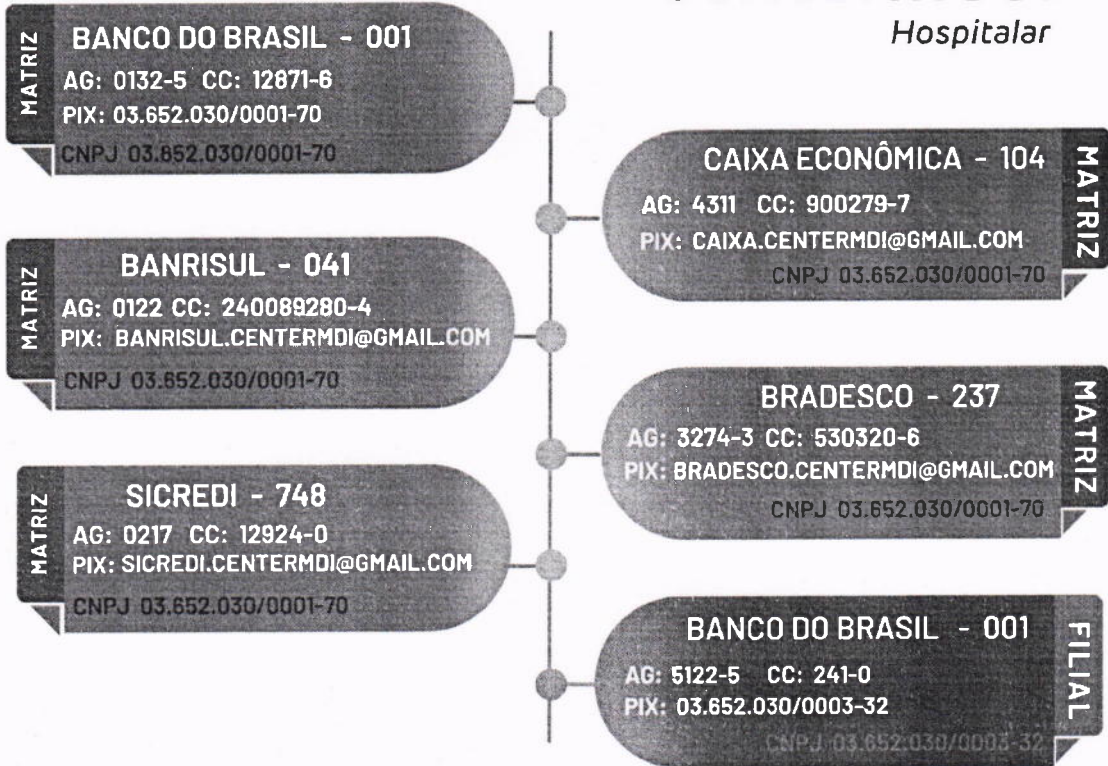 Hospitalar
MATRIZ
BANCO DO BRASIL - 001
AG: 0132-5 CC: 12871-6
PIX: 03.652.030/0001-70
CNPJ 03.652.030/0001-70
MATRIZ
CAIXA ECONÔMICA - 104
AG: 4311 CC: 900279-7
PIX: CAIXA.CENTERMDI@GMAIL.COM
CNPJ 03.652.030/0001-70
MATRIZ
BANRISUL - 041
AG: 0122 CC: 240089280-4
PIX: BANRISUL.CENTERMDI@GMAIL.COM
CNPJ 03.652.030/0001-70
MATRIZ
BRADESCO - 237
AG: 3274-3 CC: 530320-6
PIX: BRADESCO.CENTERMDI@GMAIL.COM
CNPJ 03.652.030/0001-70
MATRIZ
SICREDI - 748
AG: 0217 CC: 12924-0
PIX: SICREDI.CENTERMDI@GMAIL.COM
CNPJ 03.652.030/0001-70
FILIAL
BANCO DO BRASIL - 001
AG: 5122-5 CC: 241-0
PIX: 03.652.030/0003-32
CNPJ 03.652.030/0003-32